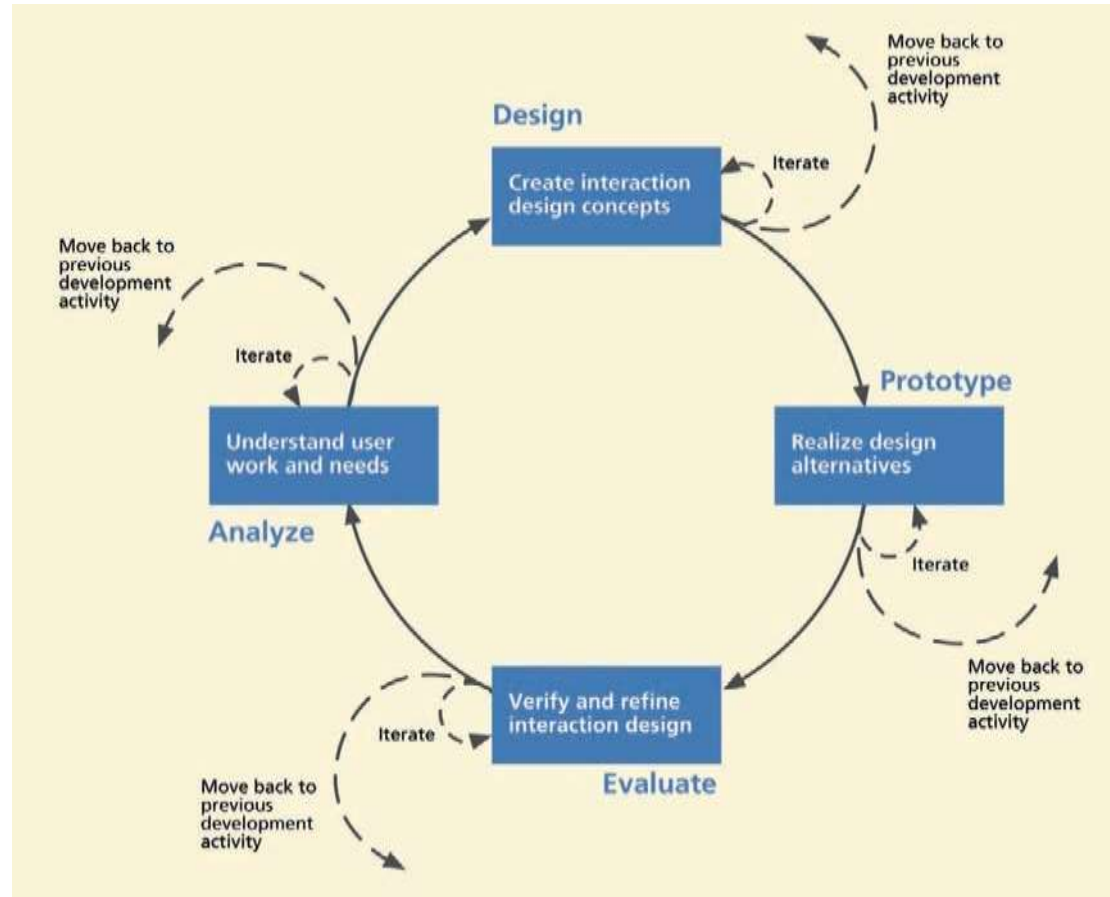 Design
Create interaction
design concepts
Iterate
Move back to
previous
development
activity
Prototype
Realize design
alternatives
Iterate
Move back to
previous
development
activity
Verify and refine
interaction design
Evaluate
Iterate
Move back to
previous
development
activity
Understand user
work and needs
Analyze
Iterate
Move back to
previous
development
activity